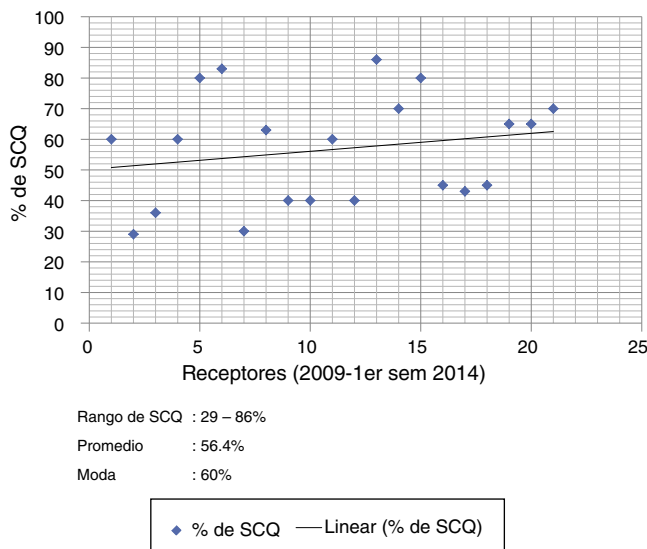 100
90
80
70
60
50
40
30
20
10
0
% de SCQ
0 5 10 15 20 25
Receptores (2009-1er sem 2014)
Rango de SCQ : 29 – 86%
Promedio : 56.4%
Moda : 60%
% de SCQ Linear (% de SCQ)